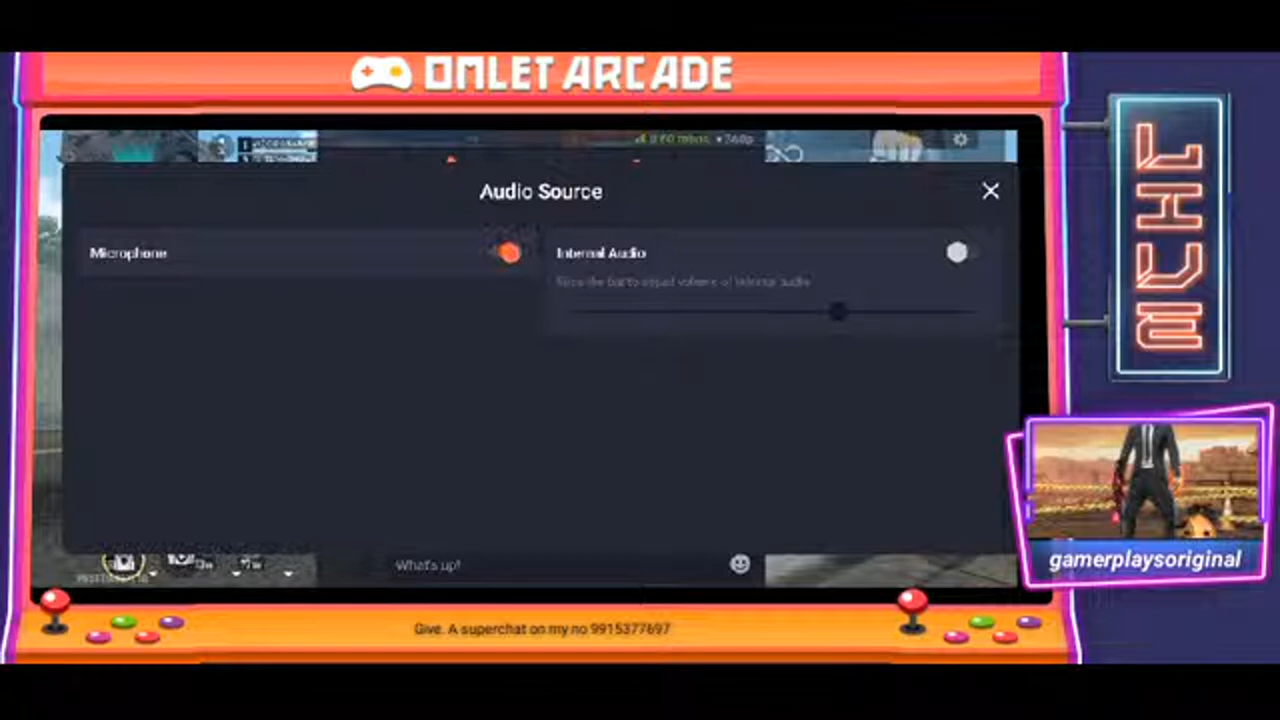 OMLET ARCADE
Audio Source
Microphone
Internal Audio
What's up!
LIVE
gamerplaysoriginal
Give. A superchat on my no 9915377697